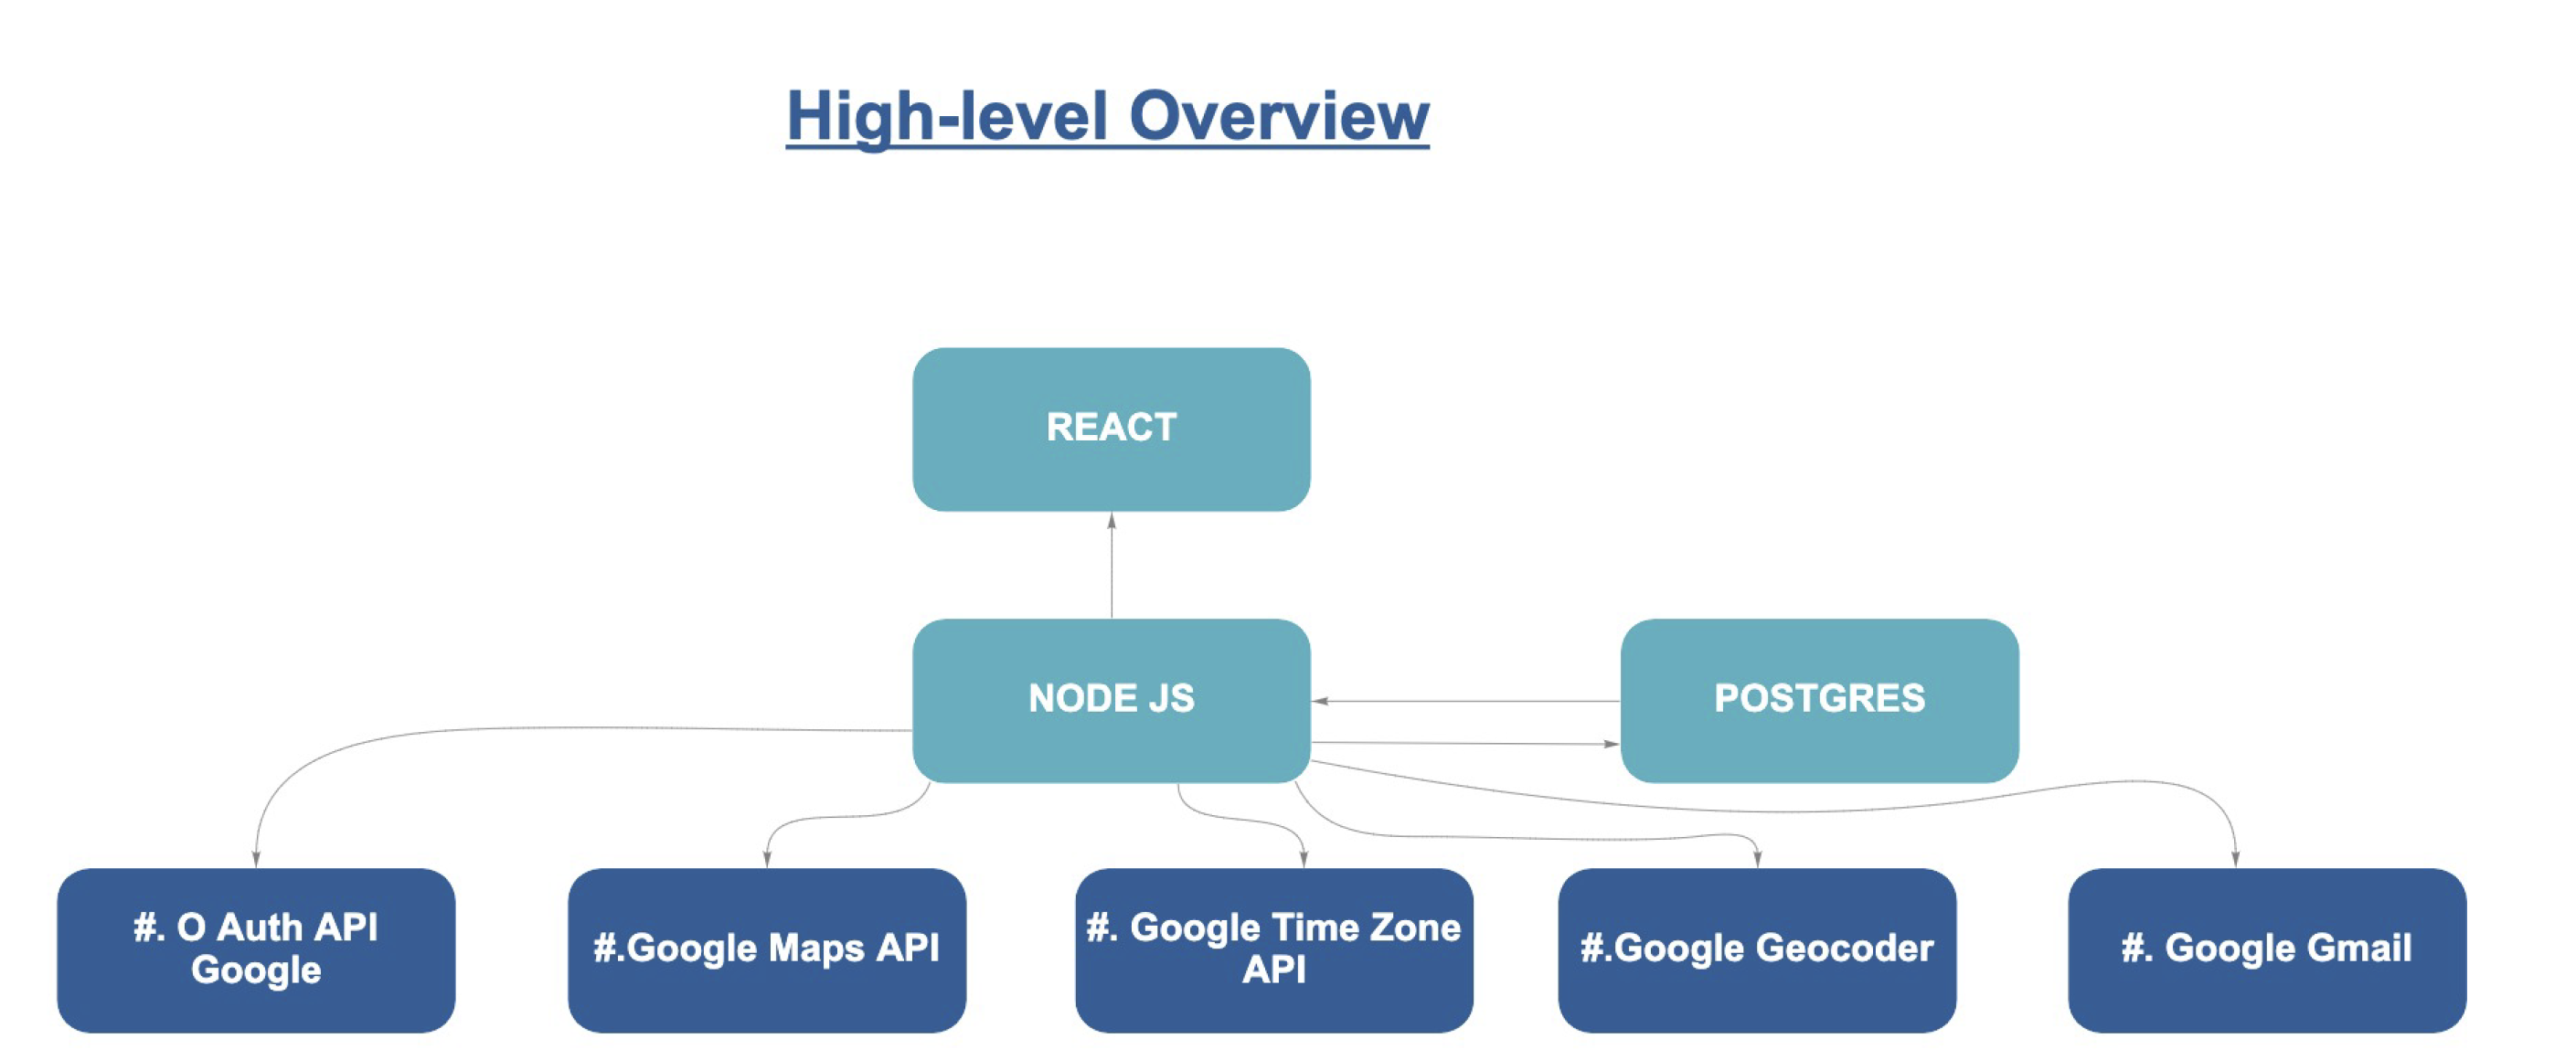 High-level Overview
REACT
NODE JS
POSTGRES
#. O Auth API
Google
#.Google Maps API
#. Google Time Zone
API
#.Google Geocoder
#. Google Gmail